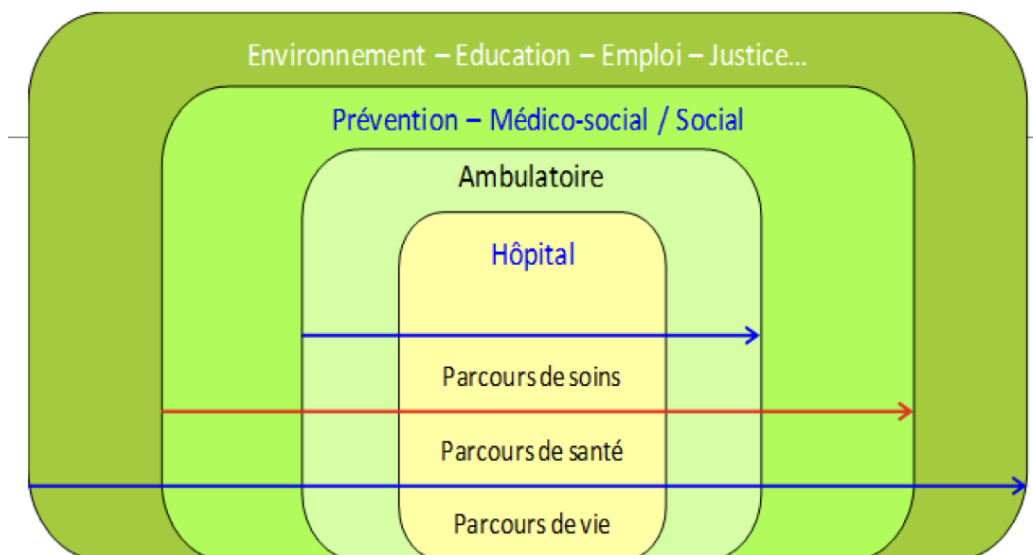 Environnement – Education – Emploi – Justice...
Prévention – Médico-social / Social
Ambulatoire
Hôpital
Parcours de soins
Parcours de santé
Parcours de vie